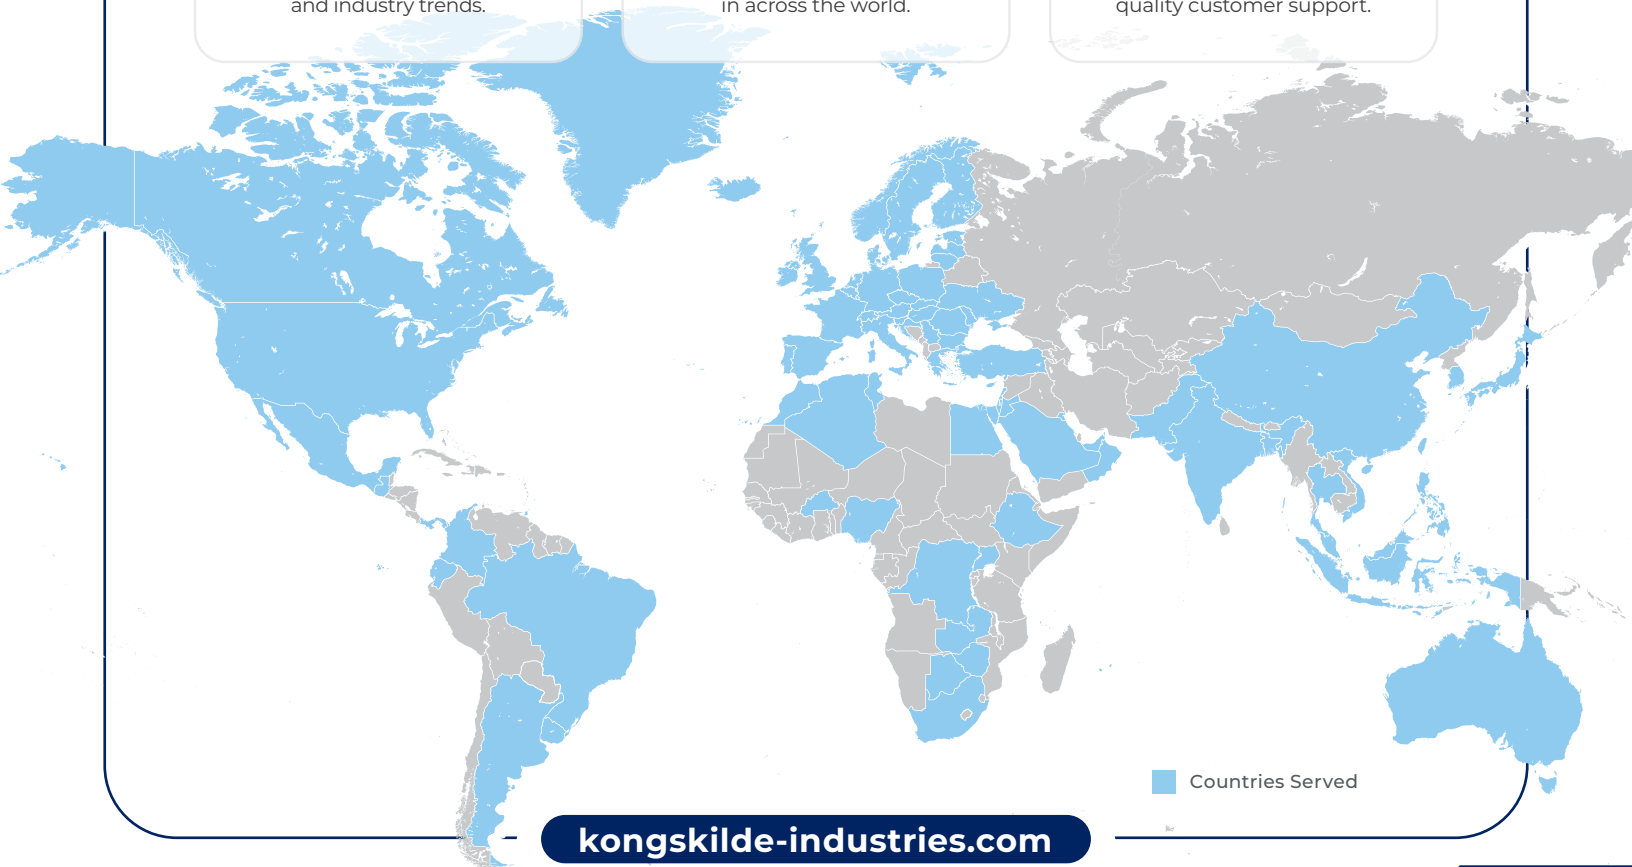 and industry trends.
in across the world.
quality customer support.
Countries Served
kongskilde-industries.com